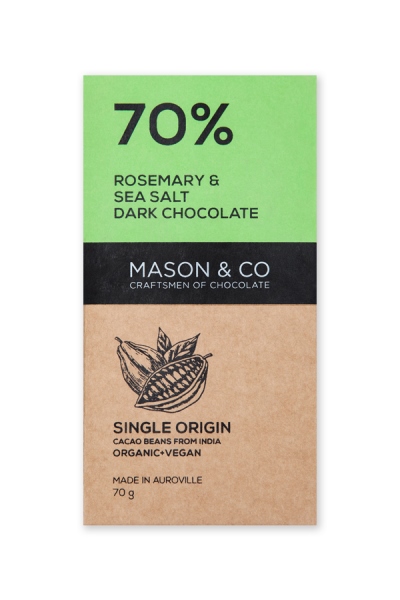 70%
ROSEMARY &
SEA SALT
DARK CHOCOLATE
MASON & CO
CRAFTSMEN OF CHOCOLATE
SINGLE ORIGIN
CACAO BEANS FROM INDIA
ORGANIC+VEGAN
MADE IN AUROVILLE
70 g